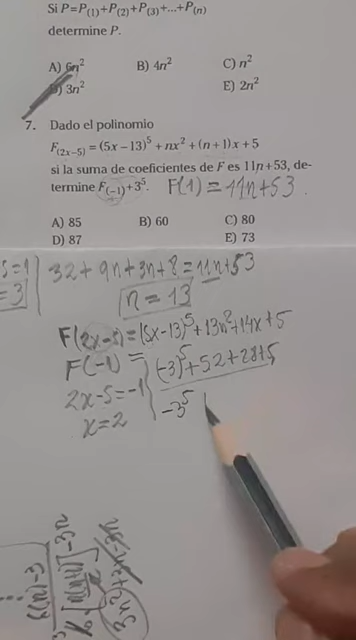 Si P=P(1)+P(2)+P(3)+...+P(n)
determine P.
A) 6n² B) 4n² C) n²
D) 3n² E) 2n²
7. Dado el polinomio
F(2x−5)=(5x−13)⁵+nx²+(n+1)x+5
si la suma de coeficientes de F es 11n+53, de-
termine F(−1)+3⁵. F(1)=11n+53
A) 85 B) 60 C) 80
D) 87 E) 73
32+9n+3n+8=11n+53
n=13
F(2x-5)=(5x-13)⁵+13x²+14x+5
F(-1)=(-3)⁵+52+28+5
2x-5=-1
-3⁵
x=2